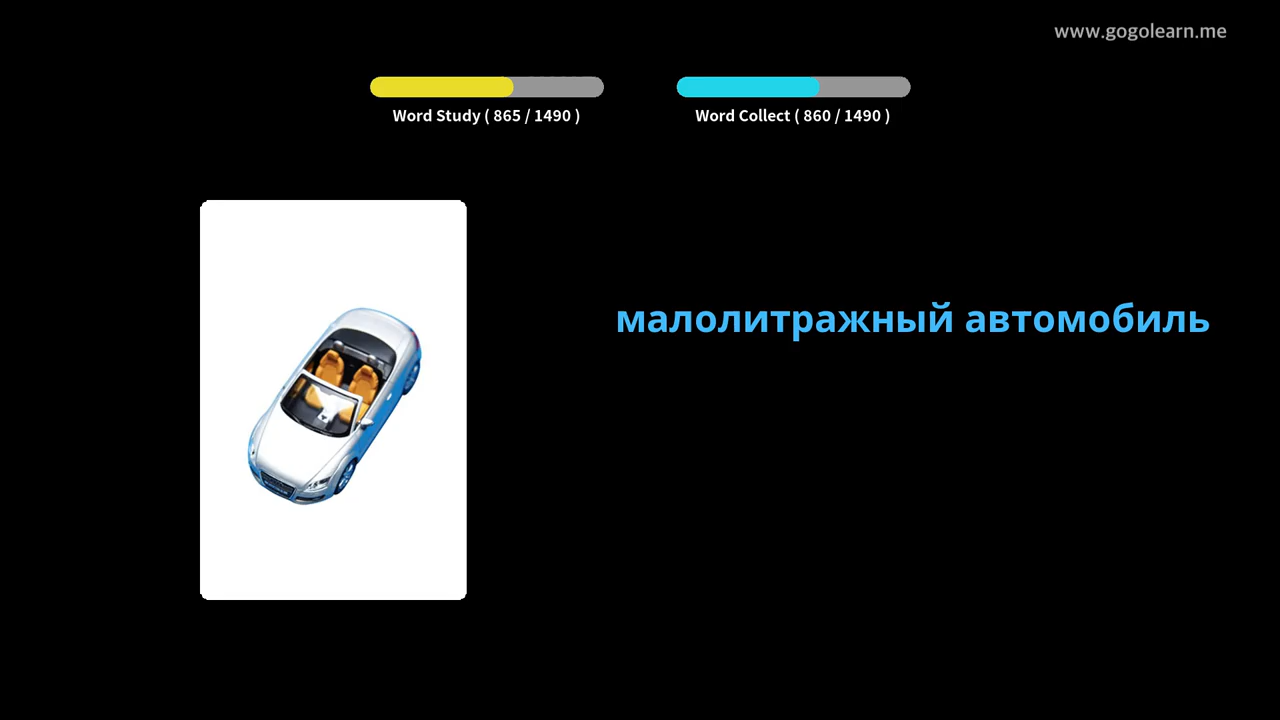 www.gogolearn.me
Word Study ( 865 / 1490 )
Word Collect ( 860 / 1490 )
малолитражный автомобиль